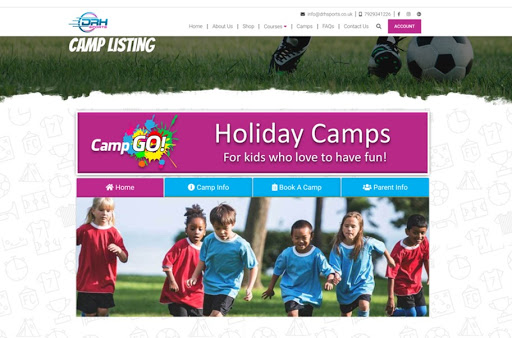 DRH
SPORTS
info@drhsports.co.uk | 7929341226 |
Home | About Us | Shop | Courses | Camps | FAQs | Contact Us
ACCOUNT
CAMP LISTING
Camp GO!
Holiday Camps
For kids who love to have fun!
Home
Camp Info
Book A Camp
Parent Info